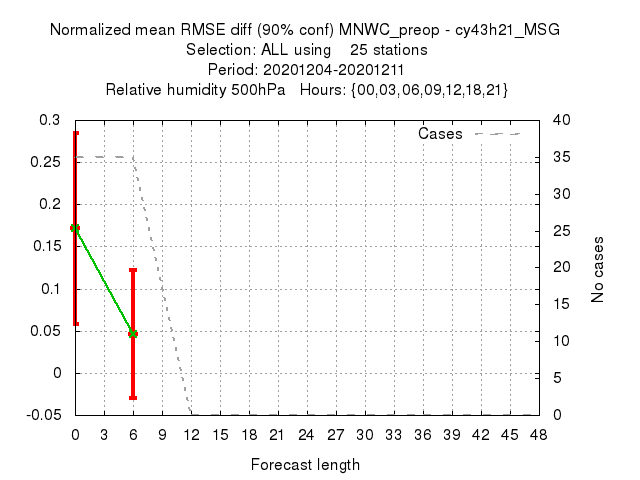 Normalized mean RMSE diff (90% conf) MNWC_preop - cy43h21_MSG
Selection: ALL using    25 stations
Period: 20201204-20201211
Relative humidity 500hPa   Hours: {00,03,06,09,12,18,21}
Cases
0.3
0.25
0.2
0.15
0.1
0.05
0
-0.05
40
35
30
25
20
15
10
5
0
No cases
0 3 6 9 12 15 18 21 24 27 30 33 36 39 42 45 48
Forecast length